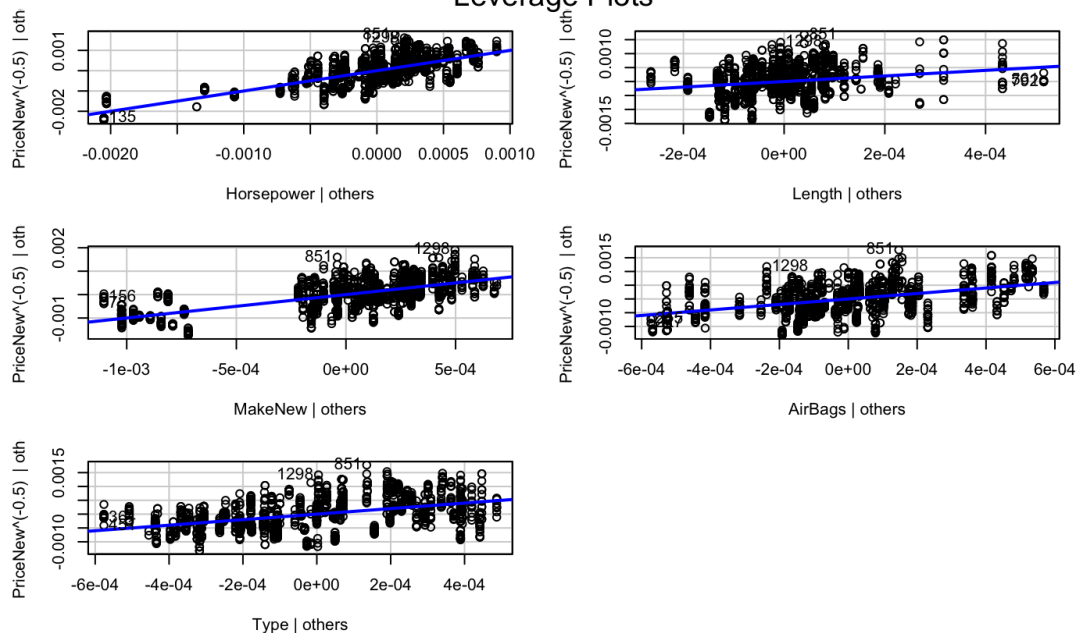 Leverage Plots
PriceNew^(-0.5) | oth
0.001
-0.002
851
1298
135
-0.0020 -0.0010 0.0000 0.0005 0.0010
Horsepower | others
PriceNew^(-0.5) | oth
0.0010
-0.0015
851
-2e-04 0e+00 2e-04 4e-04
Length | others
PriceNew^(-0.5) | oth
0.002
-0.001
851
1298
-1e-03 -5e-04 0e+00 5e-04
MakeNew | others
PriceNew^(-0.5) | oth
0.0015
-0.0010
851
1298
-6e-04 -4e-04 -2e-04 0e+00 2e-04 4e-04 6e-04
AirBags | others
PriceNew^(-0.5) | oth
0.0015
-0.0010
1298
851
-6e-04 -4e-04 -2e-04 0e+00 2e-04 4e-04
Type | others